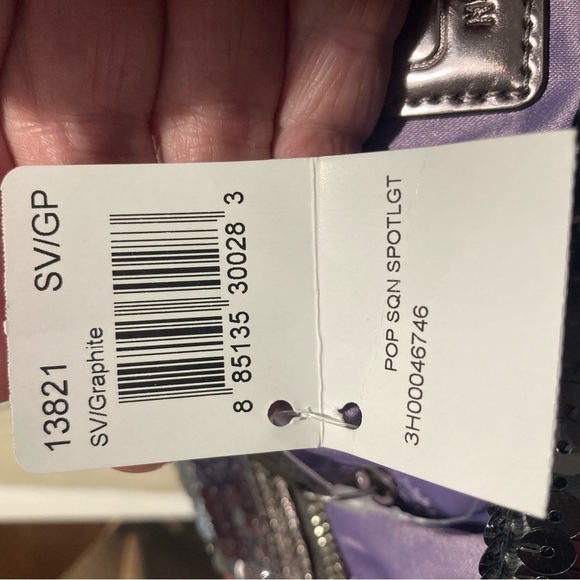 13821 SV/GP
SV/Graphite
8 85135 30028 3
POP SQN SPOTLGT
3H00046746